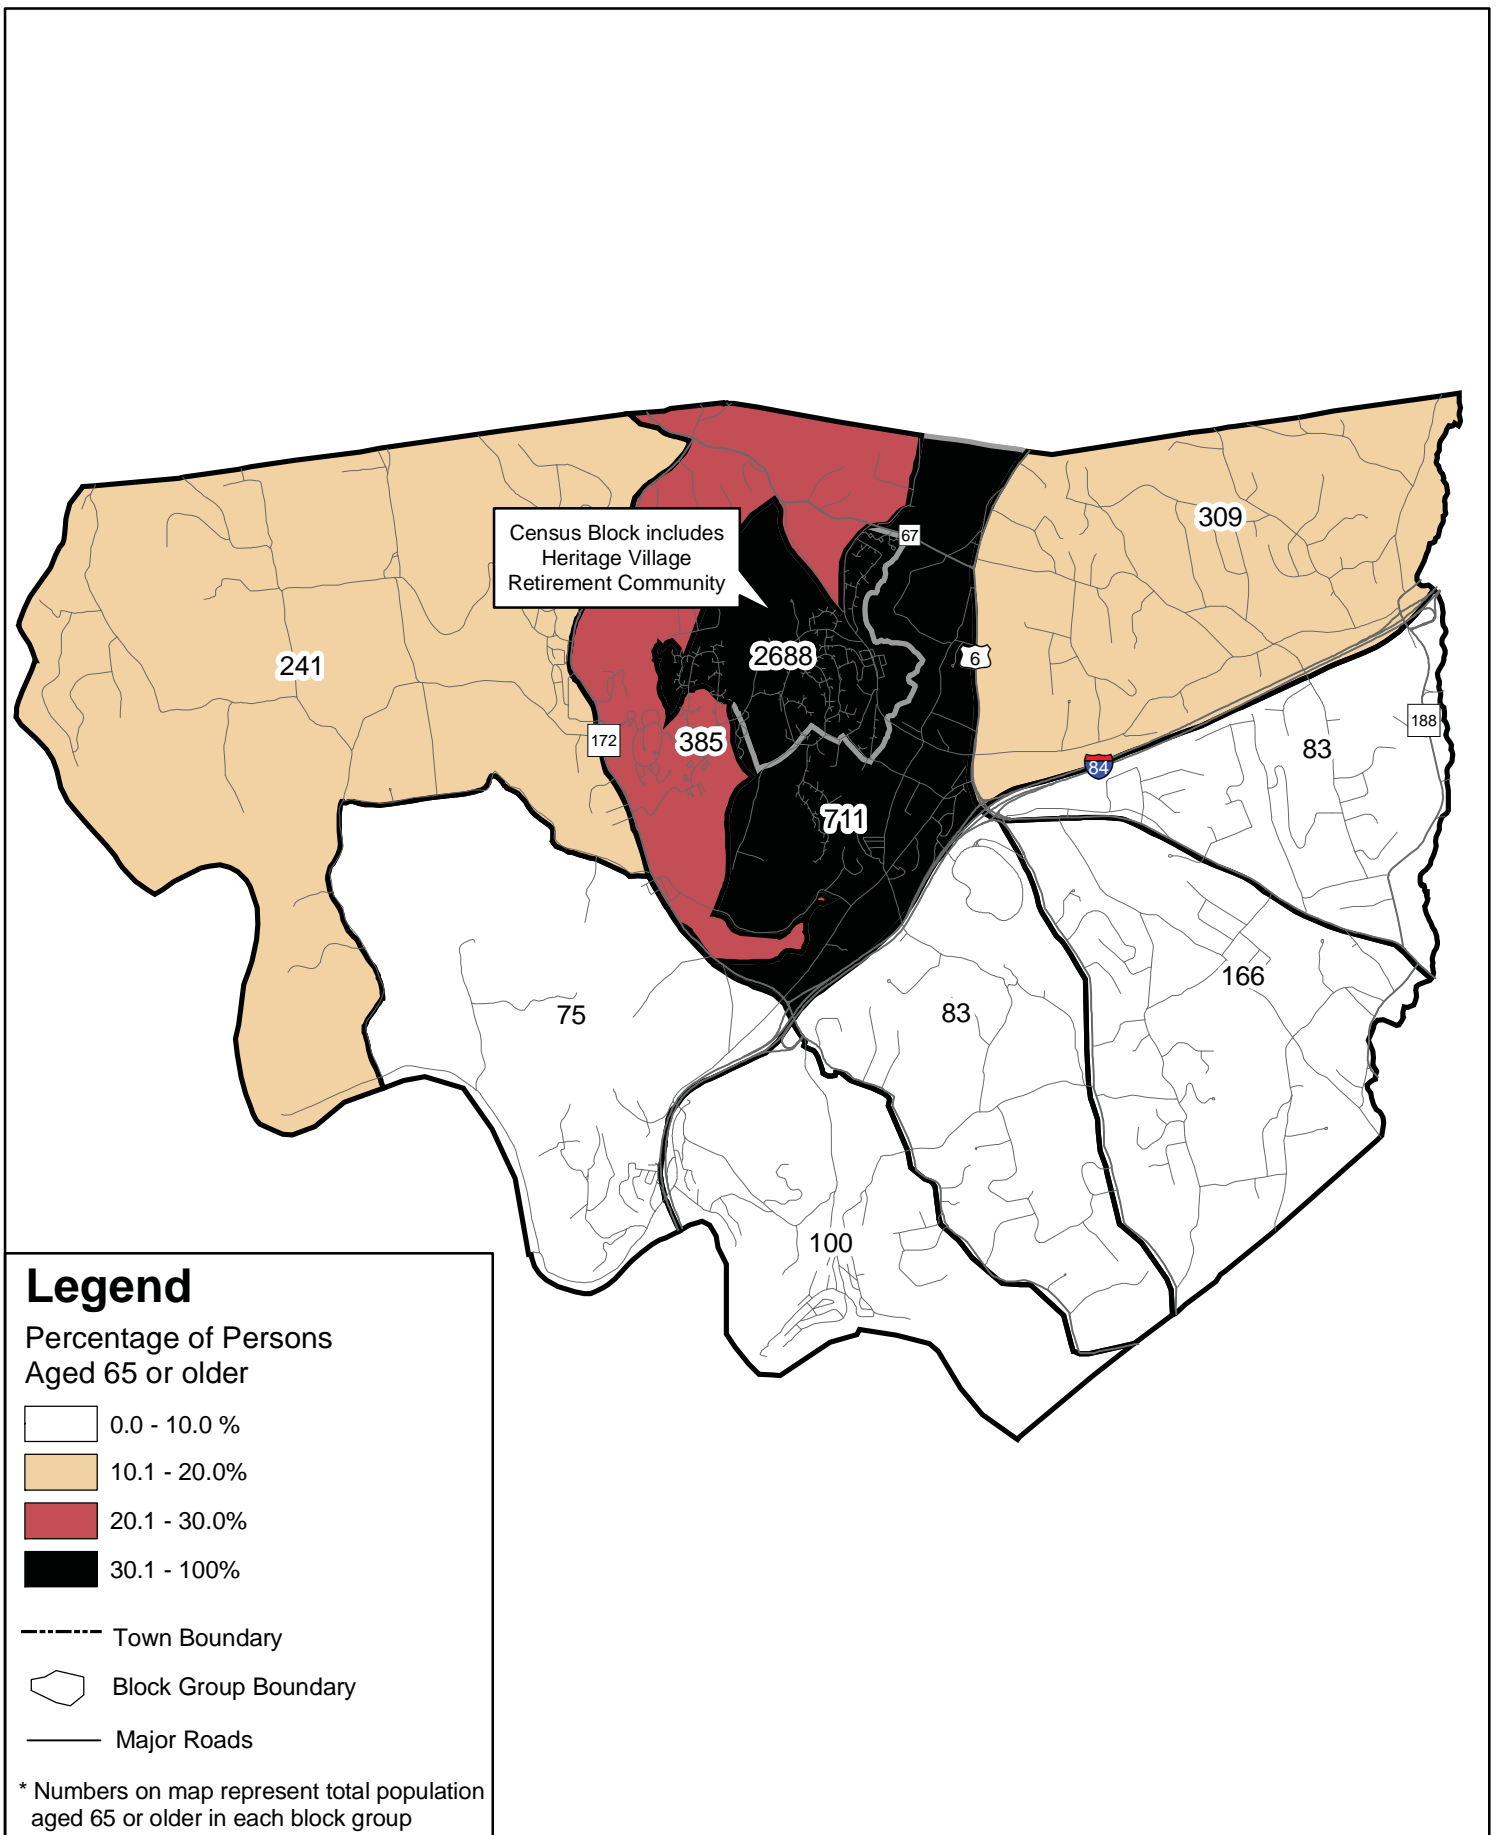 67
309
Census Block includes
Heritage Village
Retirement Community
2688
6
241
172
385
188
83
84
711
166
75
83
100
Legend
Percentage of Persons
Aged 65 or older
0.0 - 10.0 %
10.1 - 20.0%
20.1 - 30.0%
30.1 - 100%
Town Boundary
Block Group Boundary
Major Roads
* Numbers on map represent total population
aged 65 or older in each block group